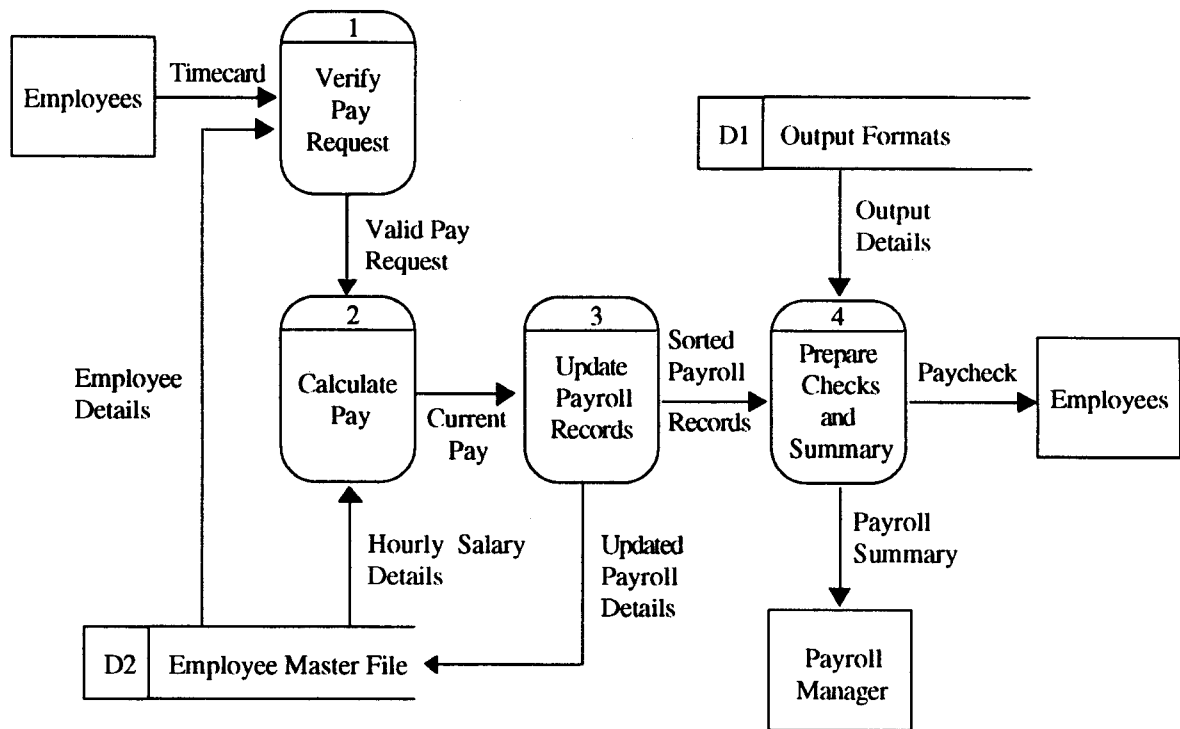 1
Verify
Pay
Request
Employees
Timecard
D1 Output Formats
Valid Pay
Request
Output
Details
2
Calculate
Pay
3
Update
Payroll
Records
4
Prepare
Checks
and
Summary
Employee
Details
Current
Pay
Sorted
Payroll
Records
Paycheck
Employees
Hourly Salary
Details
Updated
Payroll
Details
Payroll
Summary
D2 Employee Master File
Payroll
Manager